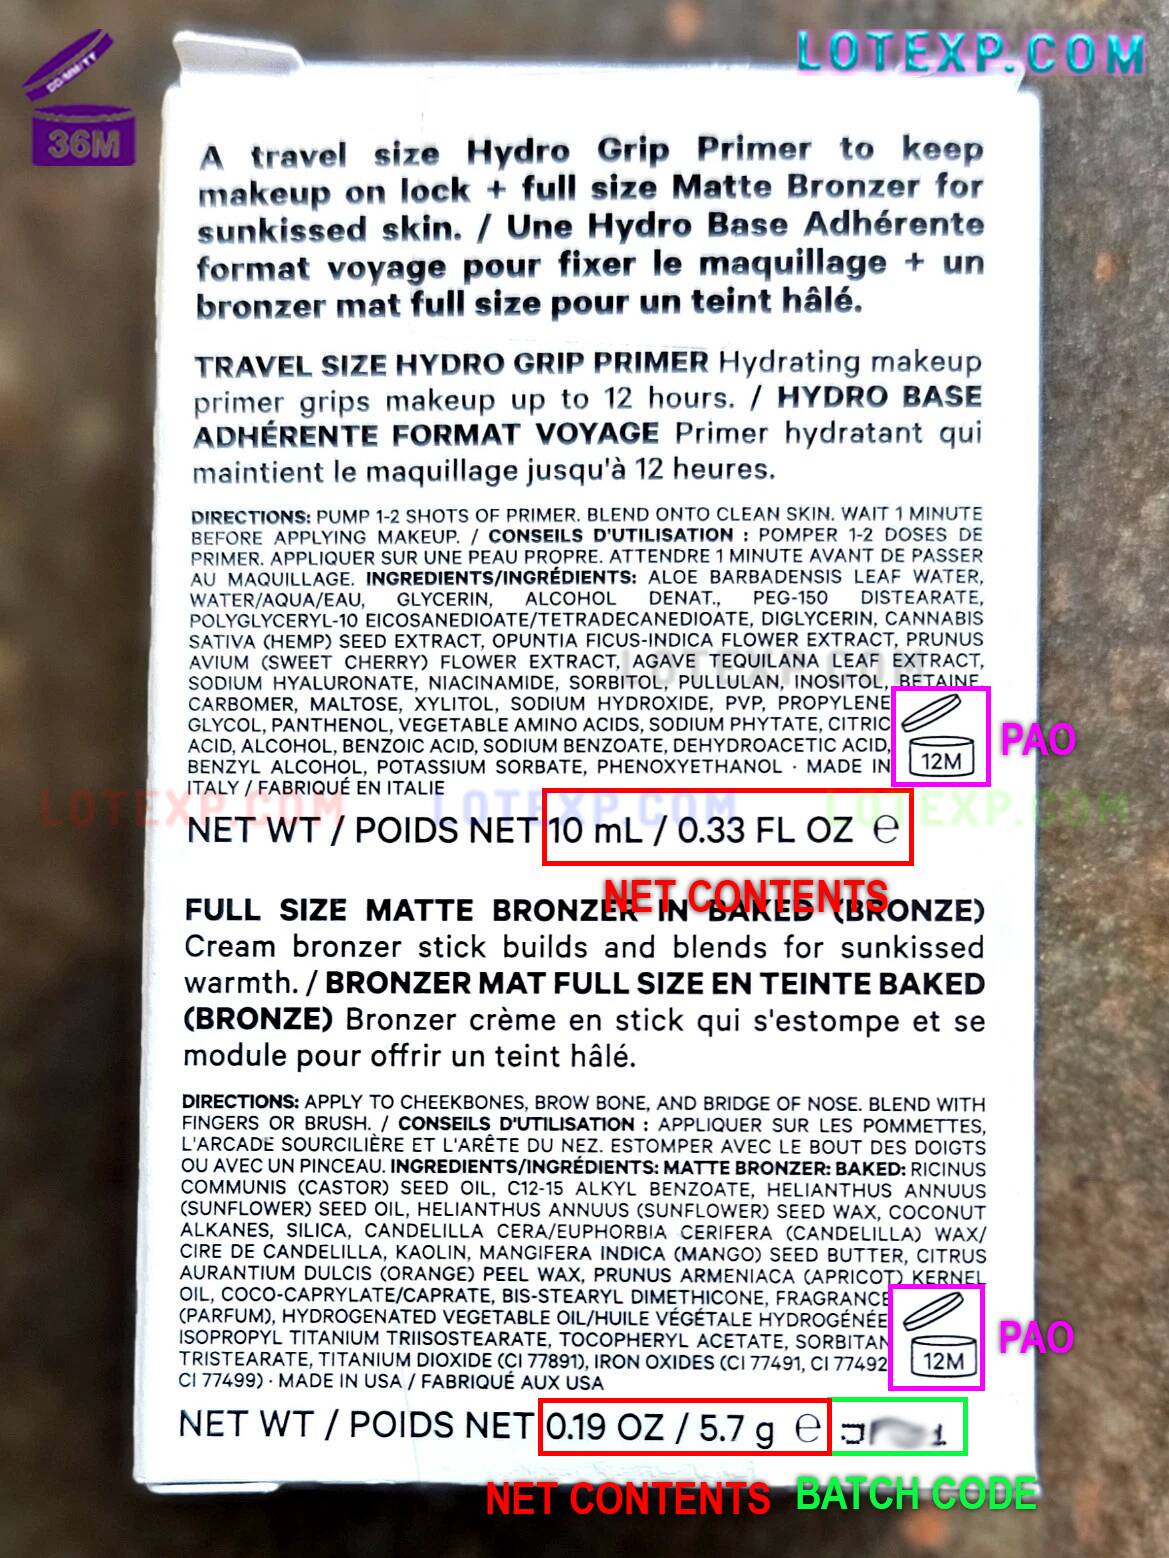 LOTEXP.COM
DD/MM/YY
36M
A travel size Hydro Grip Primer to keep
makeup on lock + full size Matte Bronzer for
sunkissed skin. / Une Hydro Base Adhérente
format voyage pour fixer le maquillage + un
bronzer mat full size pour un teint hâlé.
TRAVEL SIZE HYDRO GRIP PRIMER Hydrating makeup
primer grips makeup up to 12 hours. / HYDRO BASE
ADHÉRENTE FORMAT VOYAGE Primer hydratant qui
maintient le maquillage jusqu'à 12 heures.
DIRECTIONS: PUMP 1-2 SHOTS OF PRIMER. BLEND ONTO CLEAN SKIN. WAIT 1 MINUTE
BEFORE APPLYING MAKEUP. / CONSEILS D'UTILISATION : POMPER 1-2 DOSES DE
PRIMER. APPLIQUER SUR UNE PEAU PROPRE. ATTENDRE 1 MINUTE AVANT DE PASSER
AU MAQUILLAGE. INGREDIENTS/INGRÉDIENTS: ALOE BARBADENSIS LEAF WATER,
WATER/AQUA/EAU, GLYCERIN, ALCOHOL DENAT., PEG-150 DISTEARATE,
POLYGLYCERYL-10 EICOSANEDIOATE/TETRADECANEDIOATE, DIGLYCERIN, CANNABIS
SATIVA (HEMP) SEED EXTRACT, OPUNTIA FICUS-INDICA FLOWER EXTRACT, PRUNUS
AVIUM (SWEET CHERRY) FLOWER EXTRACT, AGAVE TEQUILANA LEAF EXTRACT,
LOTEXP.COM
SODIUM HYALURONATE, NIACINAMIDE, SORBITOL, PULLULAN, INOSITOL, BETAINE,
CARBOMER, MALTOSE, XYLITOL, SODIUM HYDROXIDE, PVP, PROPYLENE
GLYCOL, PANTHENOL, VEGETABLE AMINO ACIDS, SODIUM PHYTATE, CITRIC
ACID, ALCOHOL, BENZOIC ACID, SODIUM BENZOATE, DEHYDROACETIC ACID,
BENZYL ALCOHOL, POTASSIUM SORBATE, PHENOXYETHANOL · MADE IN
ITALY / FABRIQUÉ EN ITALIE
12M
PAO
LOTEXP.COM LOTEXP.COM LOTEXP.COM
NET WT / POIDS NET 10 mL / 0.33 FL OZ ℮
NET CONTENTS
FULL SIZE MATTE BRONZER IN BAKED (BRONZE)
Cream bronzer stick builds and blends for sunkissed
warmth. / BRONZER MAT FULL SIZE EN TEINTE BAKED
(BRONZE) Bronzer crème en stick qui s'estompe et se
module pour offrir un teint hâlé.
DIRECTIONS: APPLY TO CHEEKBONES, BROW BONE, AND BRIDGE OF NOSE. BLEND WITH
FINGERS OR BRUSH. / CONSEILS D'UTILISATION : APPLIQUER SUR LES POMMETTES,
L'ARCADE SOURCILIÈRE ET L'ARÊTE DU NEZ. ESTOMPER AVEC LE BOUT DES DOIGTS
OU AVEC UN PINCEAU. INGREDIENTS/INGRÉDIENTS: MATTE BRONZER: BAKED: RICINUS
COMMUNIS (CASTOR) SEED OIL, C12-15 ALKYL BENZOATE, HELIANTHUS ANNUUS
(SUNFLOWER) SEED OIL, HELIANTHUS ANNUUS (SUNFLOWER) SEED WAX, COCONUT
ALKANES, SILICA, CANDELILLA CERA/EUPHORBIA CERIFERA (CANDELILLA) WAX/
CIRE DE CANDELILLA, KAOLIN, MANGIFERA INDICA (MANGO) SEED BUTTER, CITRUS
AURANTIUM DULCIS (ORANGE) PEEL WAX, PRUNUS ARMENIACA (APRICOT) KERNEL
OIL, COCO-CAPRYLATE/CAPRATE, BIS-STEARYL DIMETHICONE, FRAGRANCE
(PARFUM), HYDROGENATED VEGETABLE OIL/HUILE VÉGÉTALE HYDROGÉNÉE
ISOPROPYL TITANIUM TRIISOSTEARATE, TOCOPHERYL ACETATE, SORBITAN
TRISTEARATE, TITANIUM DIOXIDE (CI 77891), IRON OXIDES (CI 77491, CI 77492
CI 77499) · MADE IN USA / FABRIQUÉ AUX USA
12M
PAO
NET WT / POIDS NET 0.19 OZ / 5.7 g ℮
NET CONTENTS
BATCH CODE